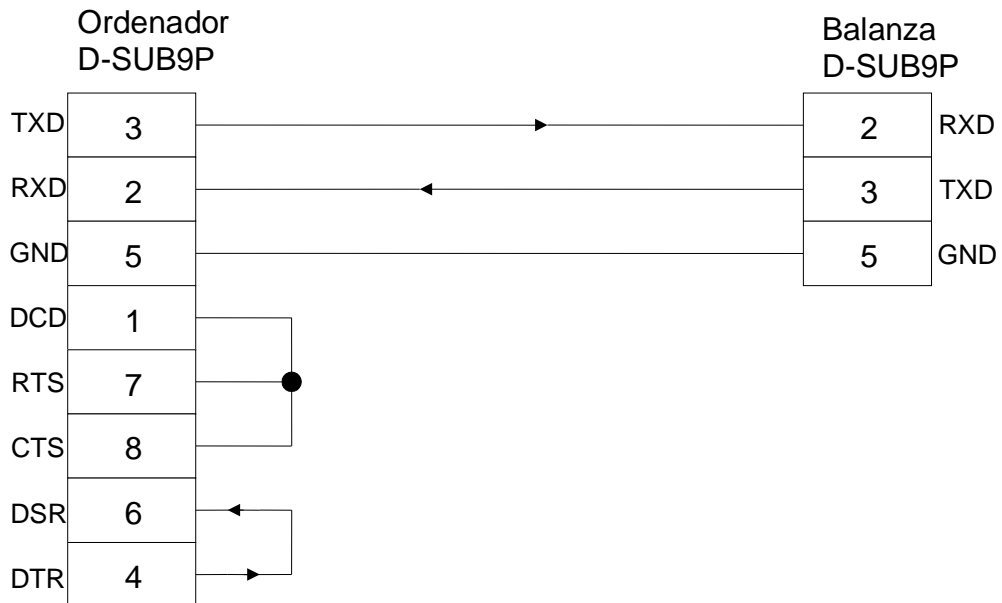 Ordenador
D-SUB9P
Balanza
D-SUB9P
TXD 3 2 RXD
RXD 2 3 TXD
GND 5 5 GND
DCD 1
RTS 7
CTS 8
DSR 6
DTR 4